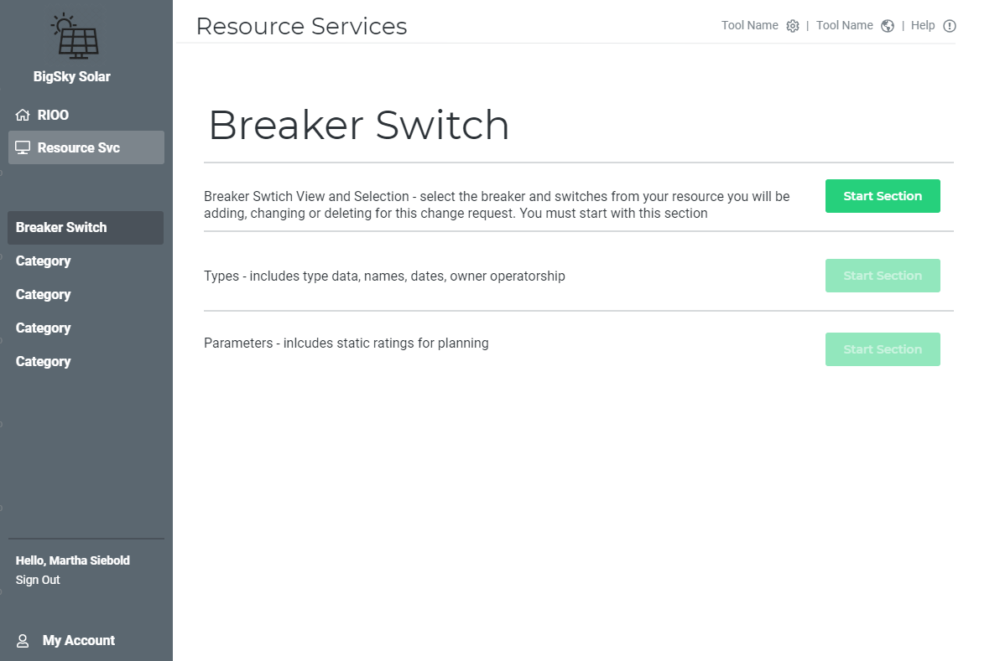 BigSky Solar
RIOO
Resource Svc
Breaker Switch
Category
Category
Category
Category
Hello, Martha Siebold
Sign Out
My Account
Resource Services
Tool Name | Tool Name | Help
Breaker Switch
Breaker Swtich View and Selection - select the breaker and switches from your resource you will be
adding, changing or deleting for this change request. You must start with this section
Start Section
Types - includes type data, names, dates, owner operatorship
Start Section
Parameters - inlcudes static ratings for planning
Start Section